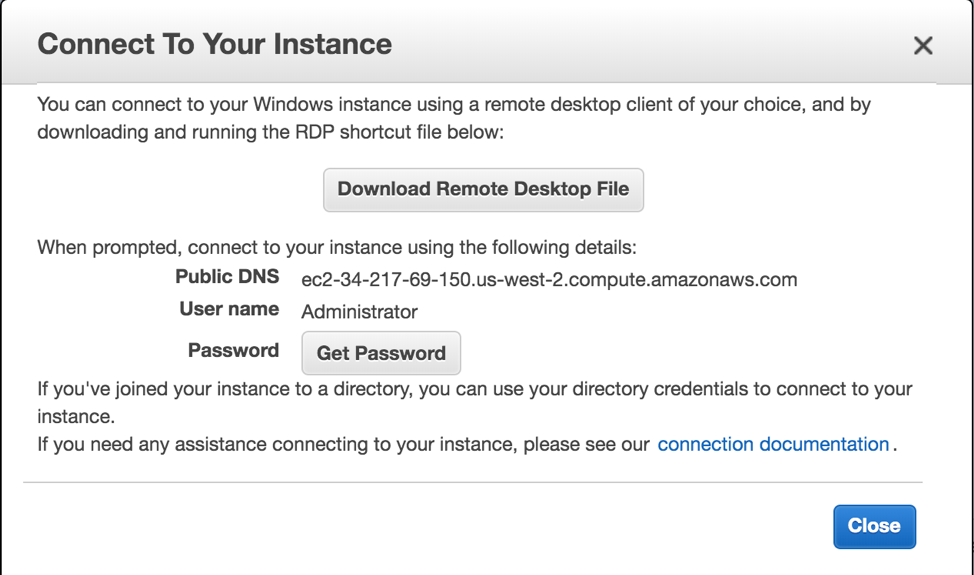 Connect To Your Instance
You can connect to your Windows instance using a remote desktop client of your choice, and by
downloading and running the RDP shortcut file below:
Download Remote Desktop File
When prompted, connect to your instance using the following details:
Public DNS ec2-34-217-69-150.us-west-2.compute.amazonaws.com
User name Administrator
Password Get Password
If you've joined your instance to a directory, you can use your directory credentials to connect to your
instance.
If you need any assistance connecting to your instance, please see our connection documentation .
Close